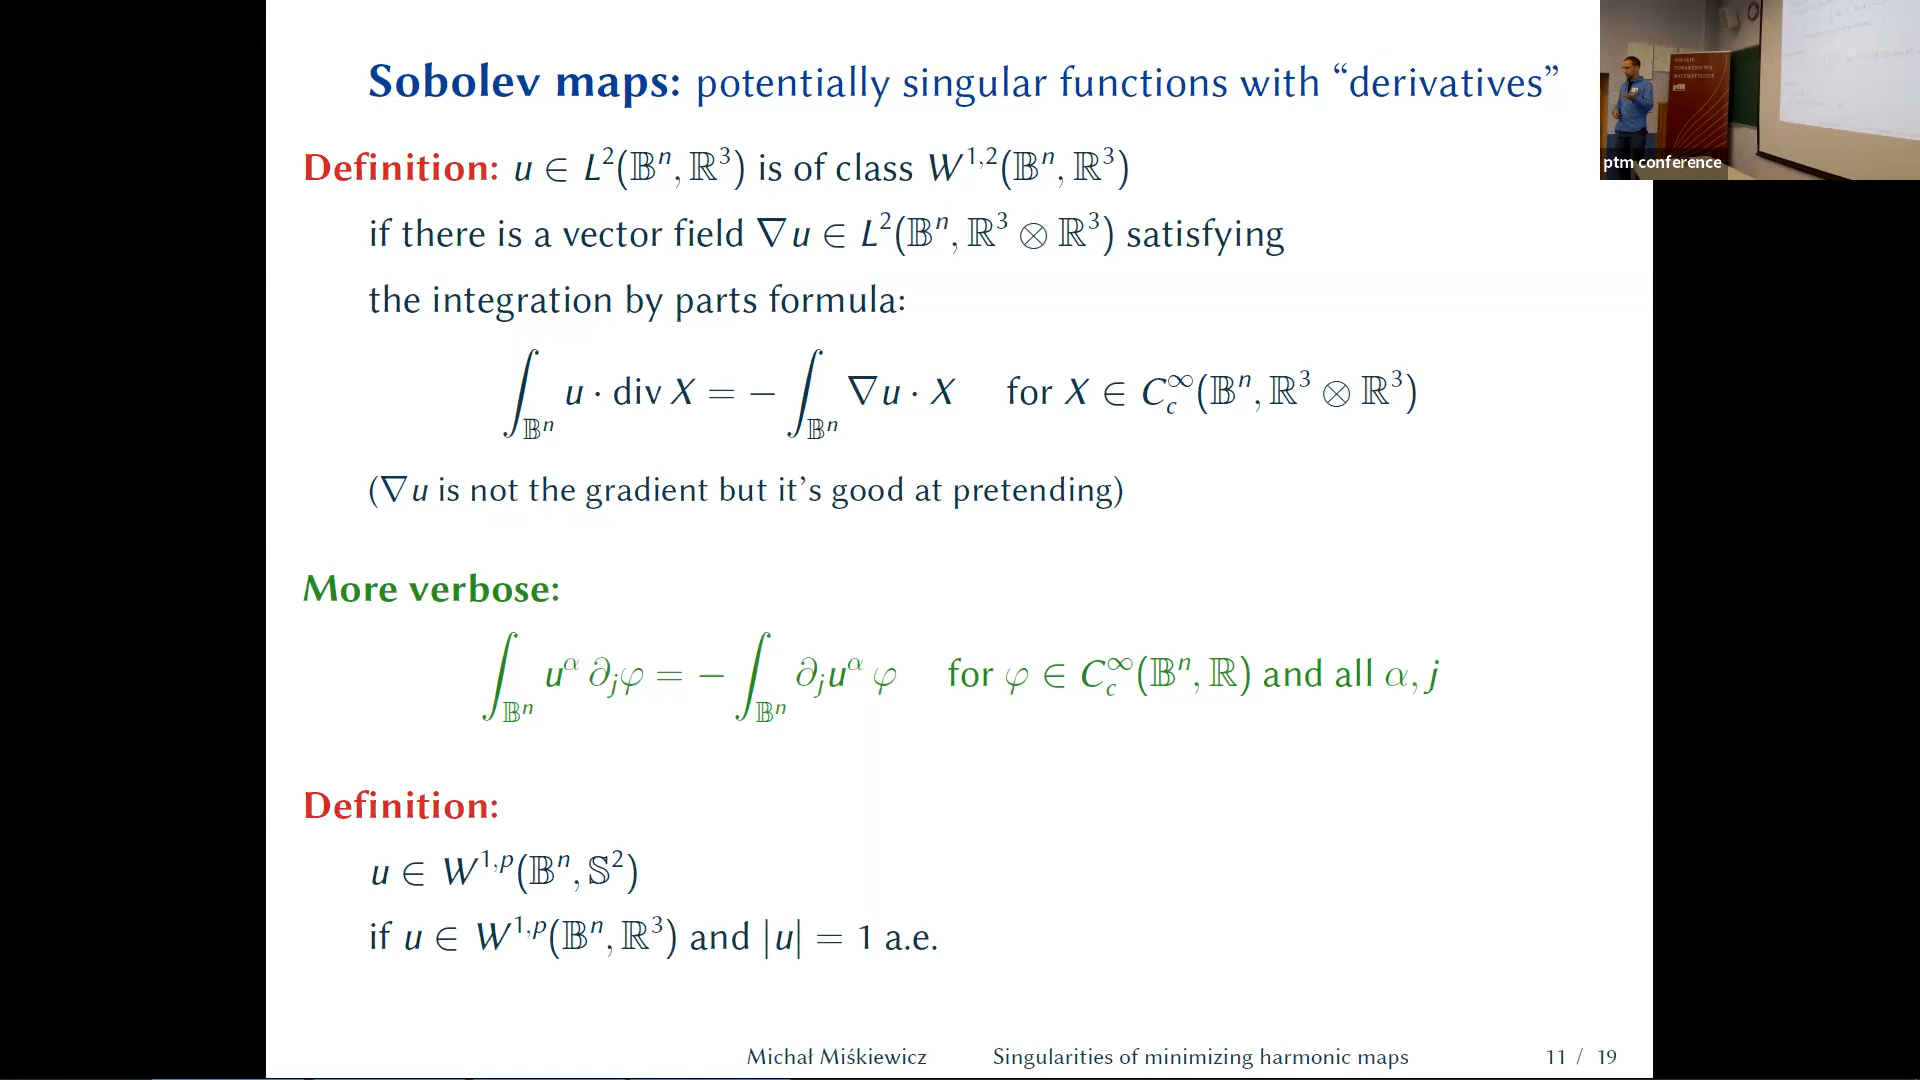 Sobolev maps: potentially singular functions with “derivatives”
Definition: u ∈ L²(𝔹ⁿ, ℝ³) is of class W^{1,2}(𝔹ⁿ, ℝ³)
if there is a vector field ∇u ∈ L²(𝔹ⁿ, ℝ³ ⊗ ℝ³) satisfying
the integration by parts formula:
∫_{𝔹ⁿ} u · div X = − ∫_{𝔹ⁿ} ∇u · X for X ∈ C_c^∞(𝔹ⁿ, ℝ³ ⊗ ℝ³)
(∇u is not the gradient but it’s good at pretending)
More verbose:
∫_{𝔹ⁿ} u^α ∂_jφ = − ∫_{𝔹ⁿ} ∂_ju^α φ for φ ∈ C_c^∞(𝔹ⁿ, ℝ) and all α, j
Definition:
u ∈ W^{1,p}(𝔹ⁿ, 𝕊²)
if u ∈ W^{1,p}(𝔹ⁿ, ℝ³) and |u| = 1 a.e.
Michał Miśkiewicz Singularities of minimizing harmonic maps 11 / 19
TOWARZYSTWO
MATEMATYCZNE
ptm conference